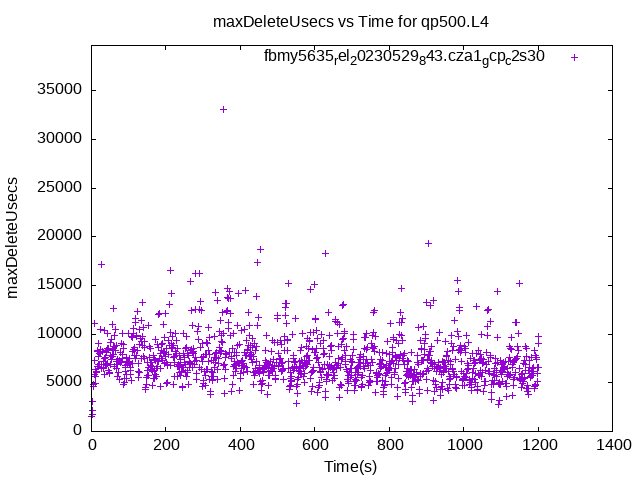 maxDeleteUsecs vs Time for qp500.L4
fbmy5635rel20230529843.cza1gcpc2s30
35000
30000
25000
20000
15000
10000
5000
0
maxDeleteUsecs
0 200 400 600 800 1000 1200 1400
Time(s)